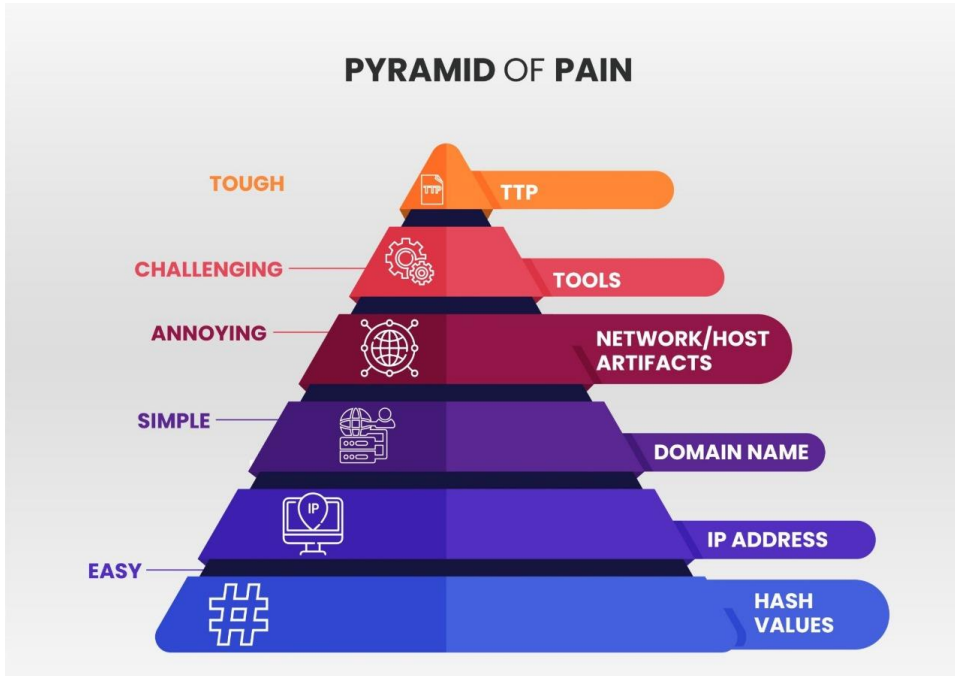 PYRAMID OF PAIN
TOUGH
TTP
TTP
CHALLENGING
TOOLS
ANNOYING
NETWORK/HOST
ARTIFACTS
SIMPLE
DOMAIN NAME
IP
IP ADDRESS
EASY
HASH
VALUES
#